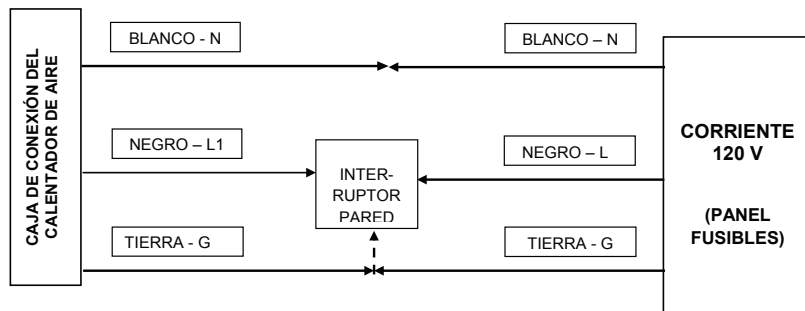 CAJA DE CONEXIÓN DEL
CALENTADOR DE AIRE
BLANCO - N
BLANCO – N
NEGRO – L1
INTER-
RUPTOR
PARED
NEGRO – L
TIERRA - G
TIERRA - G
CORRIENTE
120 V
(PANEL
FUSIBLES)